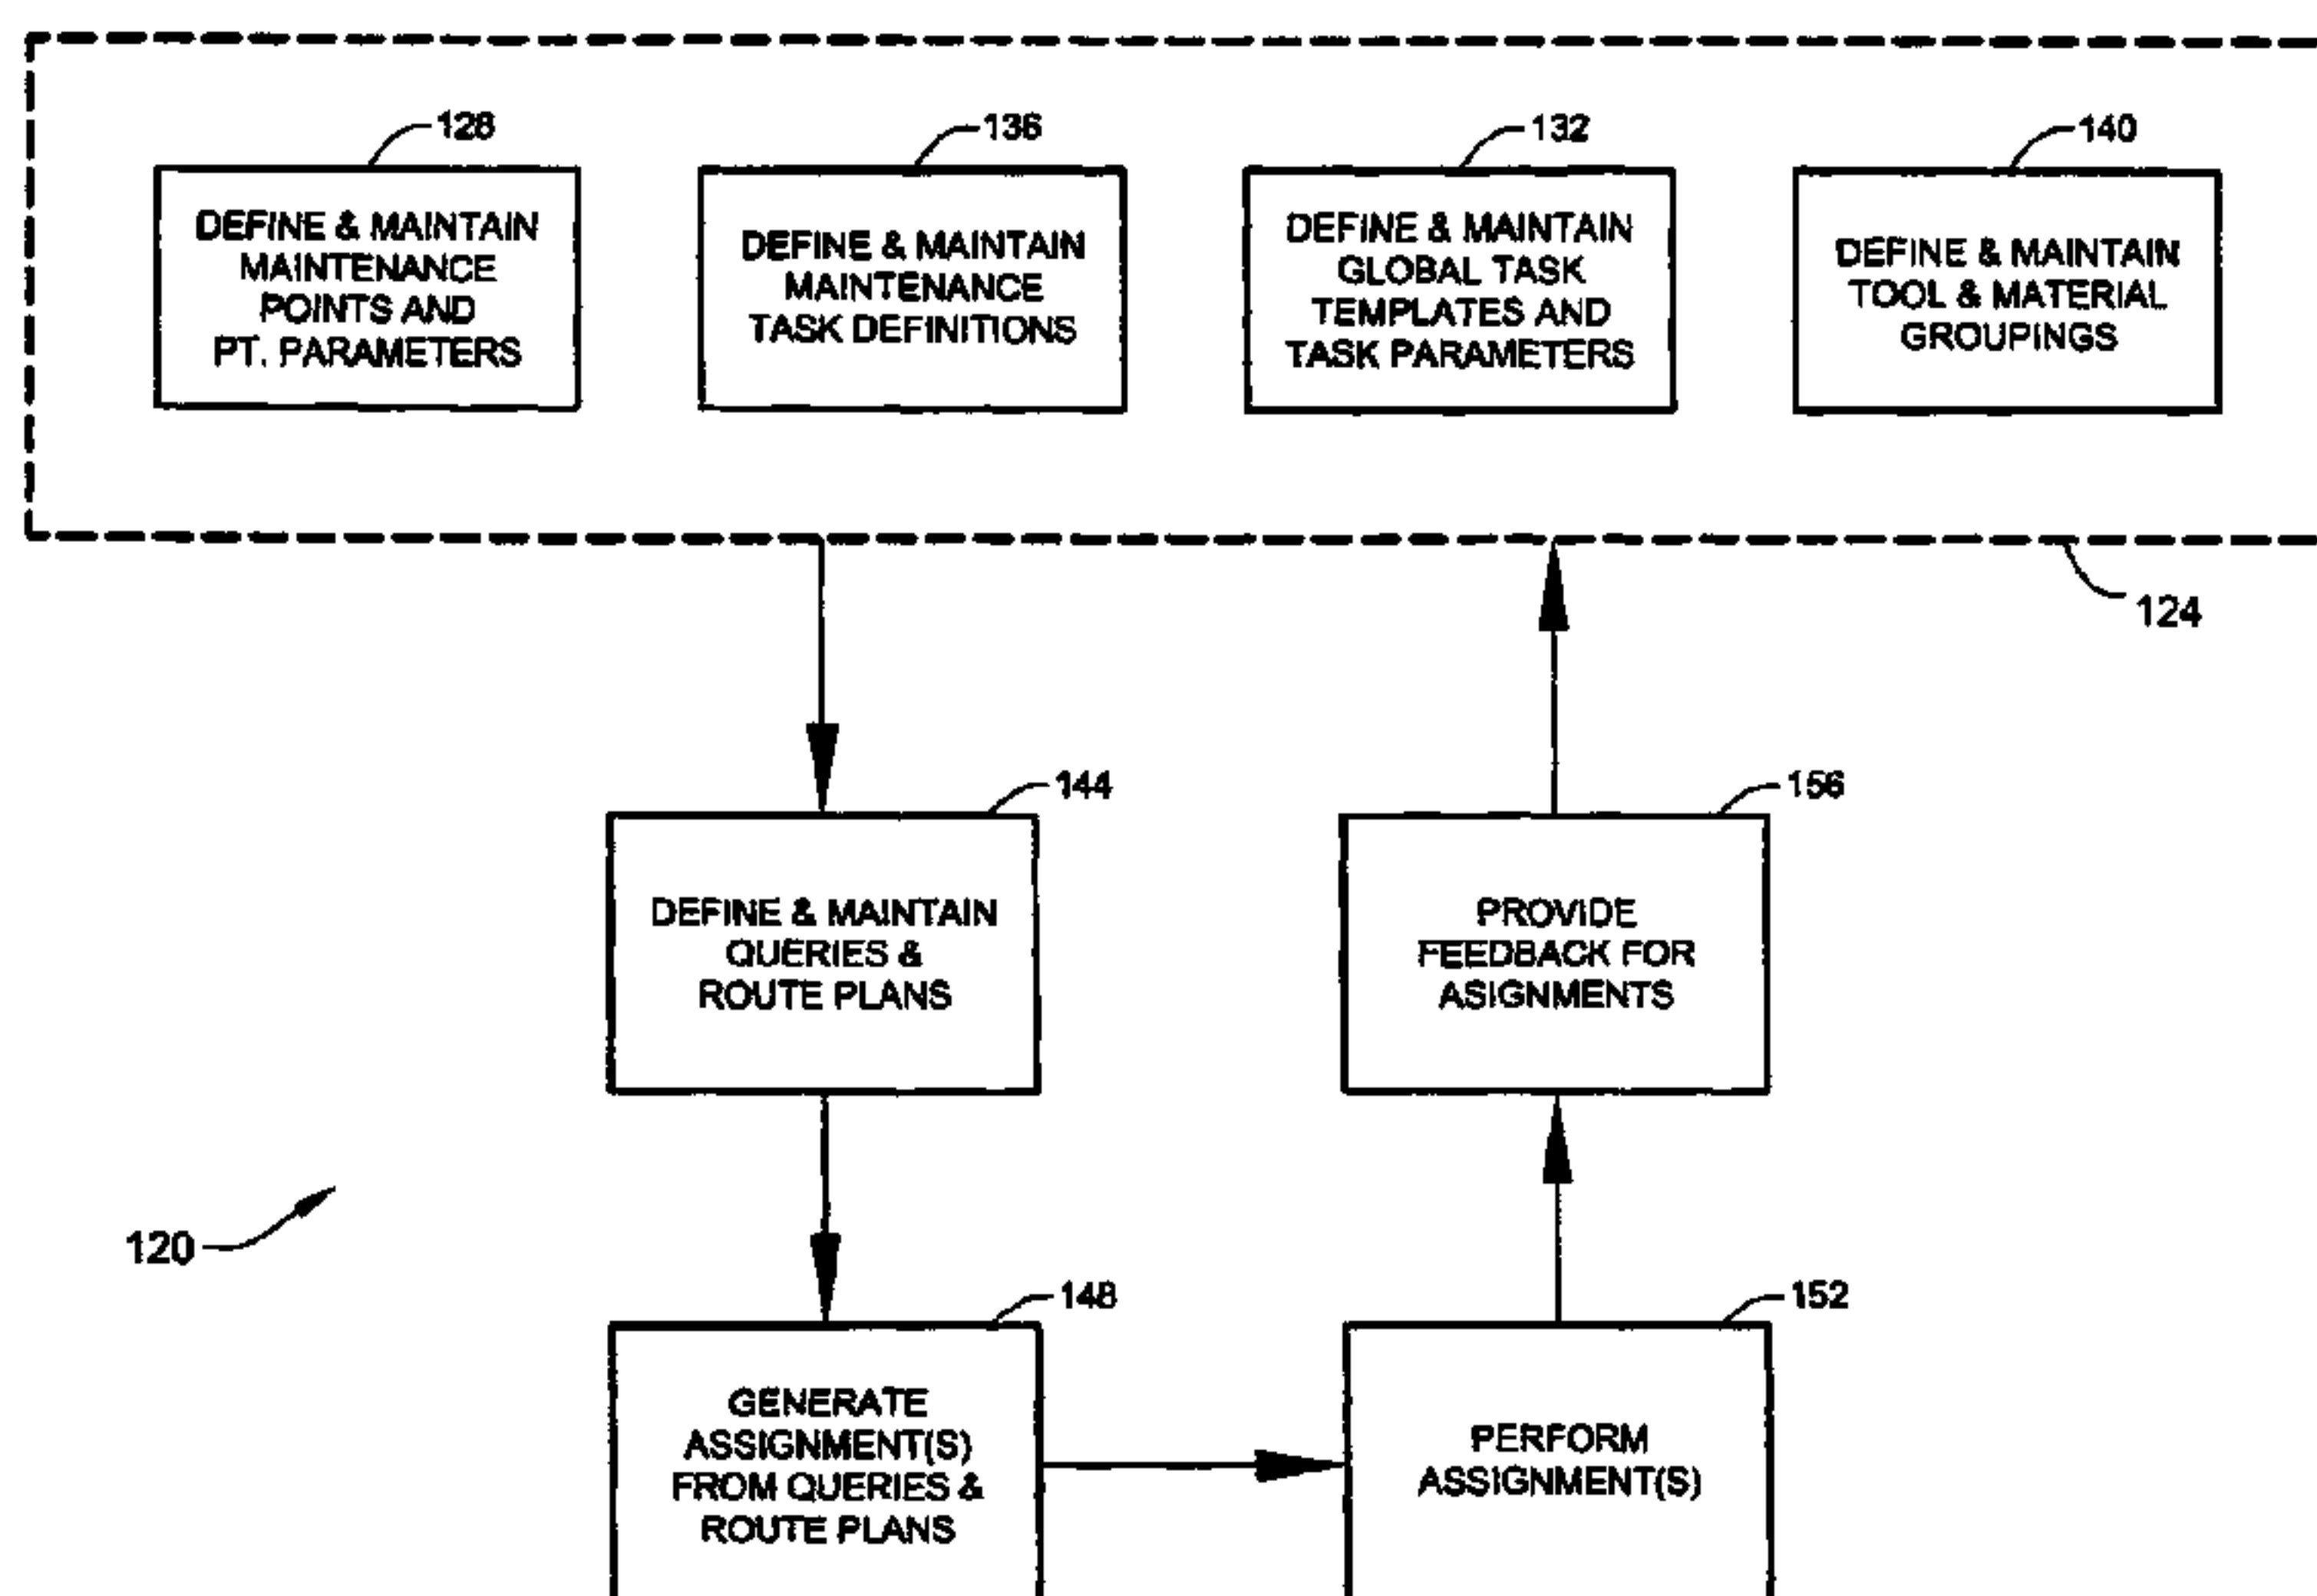 128
136
132
140
DEFINE & MAINTAIN
MAINTENANCE
POINTS AND
PT. PARAMETERS
DEFINE & MAINTAIN
MAINTENANCE
TASK DEFINITIONS
DEFINE & MAINTAIN
GLOBAL TASK
TEMPLATES AND
TASK PARAMETERS
DEFINE & MAINTAIN
TOOL & MATERIAL
GROUPINGS
124
144
156
DEFINE & MAINTAIN
QUERIES &
ROUTE PLANS
PROVIDE
FEEDBACK FOR
ASIGNMENTS
120
148
152
GENERATE
ASSIGNMENT(S)
FROM QUERIES &
ROUTE PLANS
PERFORM
ASSIGNMENT(S)